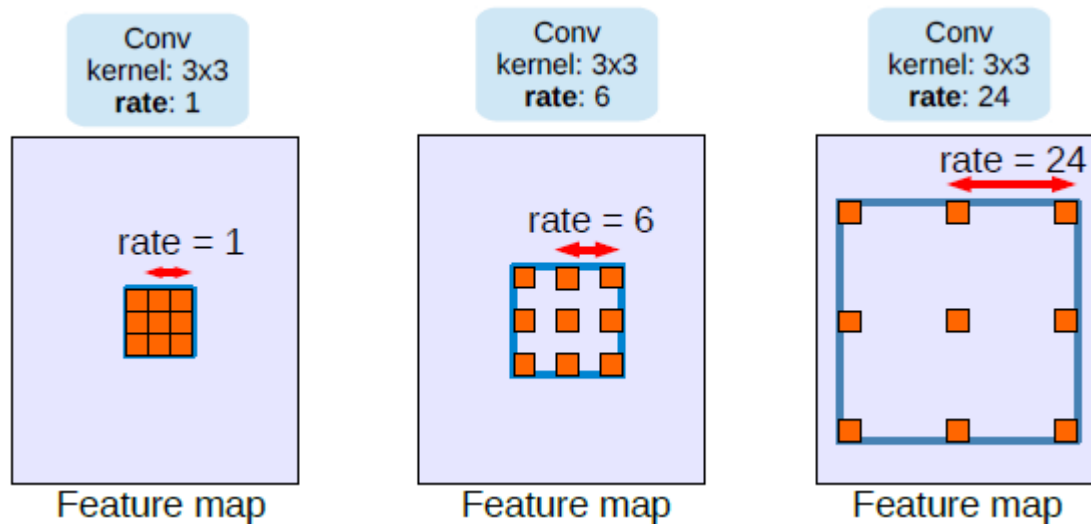 Conv
kernel: 3x3
rate: 1
Conv
kernel: 3x3
rate: 6
Conv
kernel: 3x3
rate: 24
rate = 1
rate = 6
rate = 24
Feature map
Feature map
Feature map